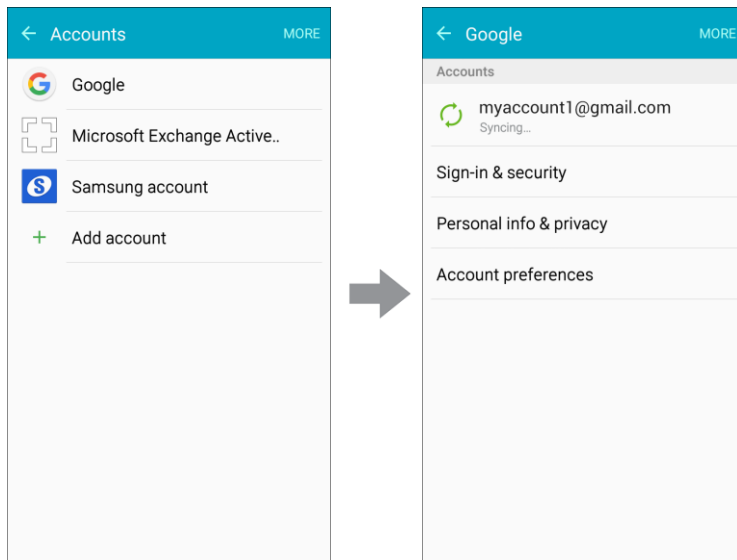 Accounts
MORE
Google
Microsoft Exchange Active..
Samsung account
Add account
Google
MORE
Accounts
myaccount1@gmail.com
Syncing...
Sign-in & security
Personal info & privacy
Account preferences